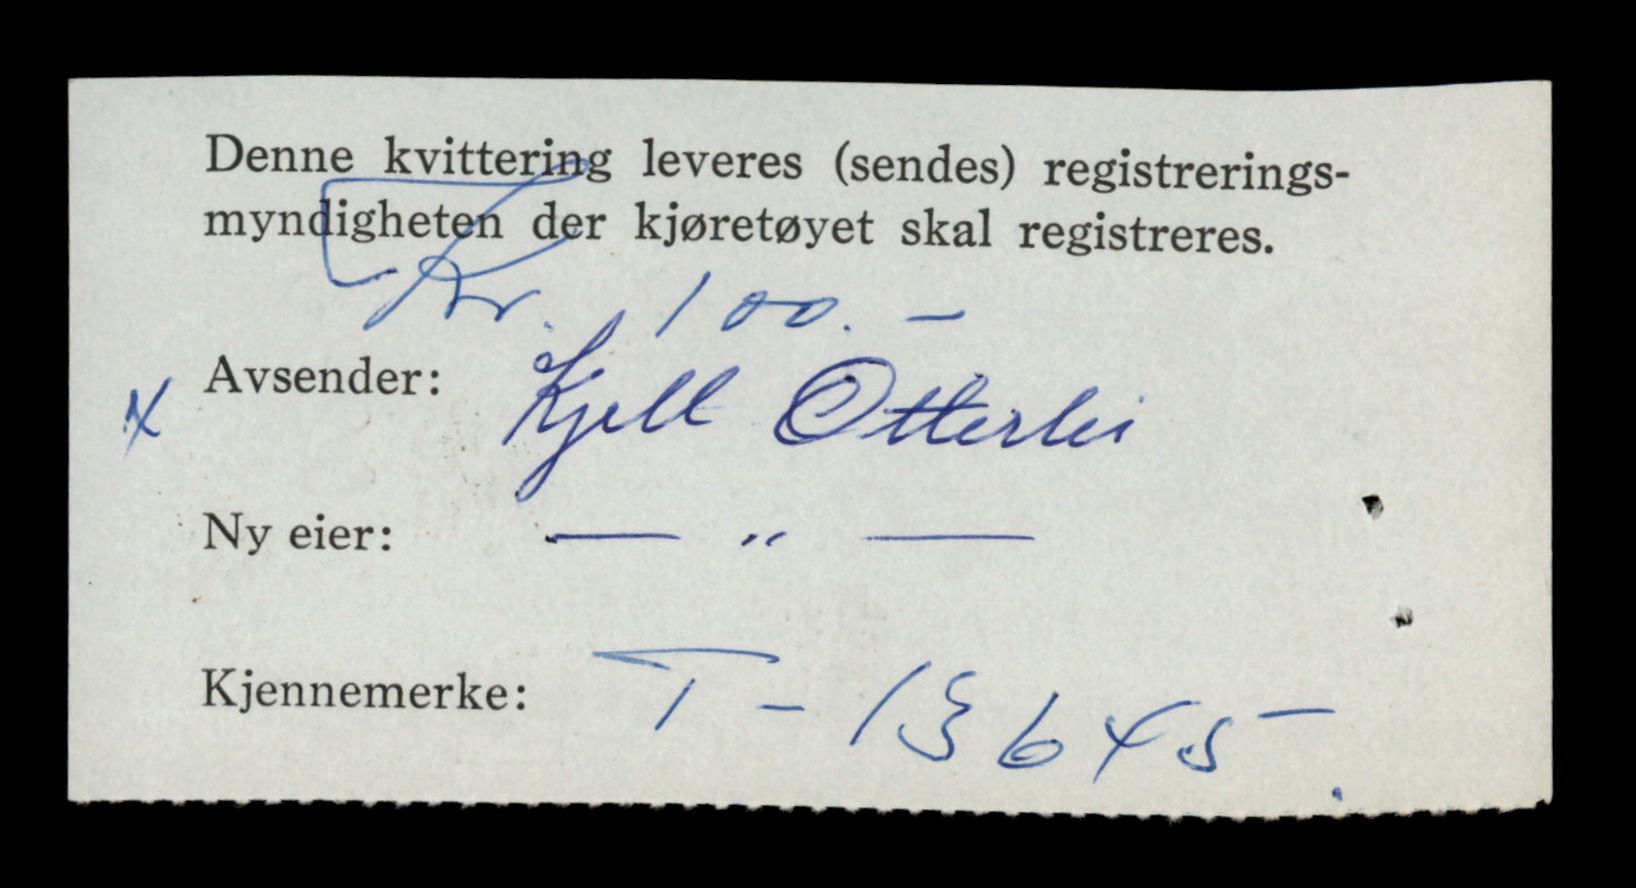 Denne kvittering leveres (sendes) registrerings-
myndigheten der kjøretøyet skal registreres.
Kr. 100.-
x Avsender: Kjell Otterlei
Ny eier: — " —
Kjennemerke: T-13645.